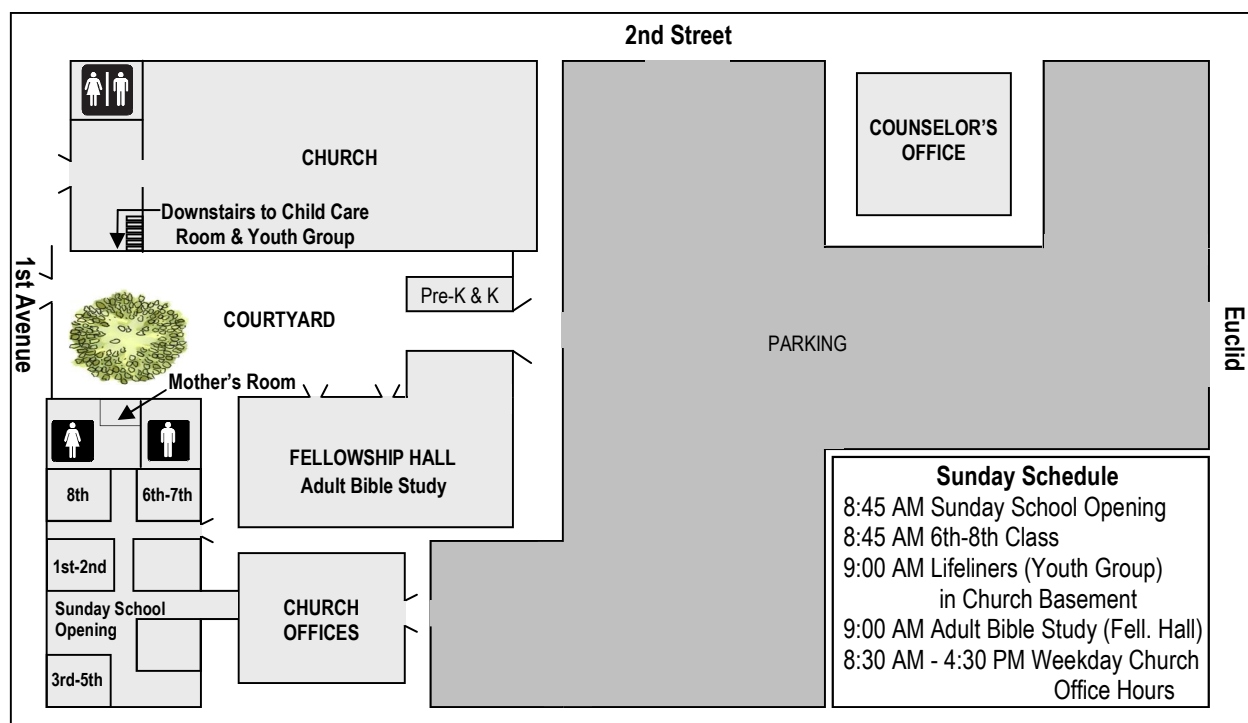 2nd Street
COUNSELOR'S
OFFICE
CHURCH
Downstairs to Child Care
Room & Youth Group
1st Avenue
Pre-K & K
COURTYARD
PARKING
Euclid
Mother's Room
FELLOWSHIP HALL
Adult Bible Study
8th
6th-7th
1st-2nd
Sunday School
Opening
3rd-5th
CHURCH
OFFICES
Sunday Schedule
8:45 AM Sunday School Opening
8:45 AM 6th-8th Class
9:00 AM Lifeliners (Youth Group)
in Church Basement
9:00 AM Adult Bible Study (Fell. Hall)
8:30 AM - 4:30 PM Weekday Church
Office Hours